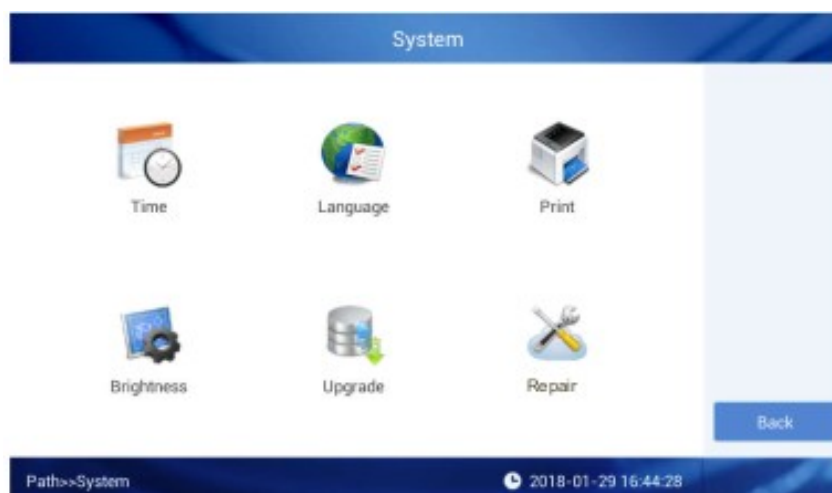 System
Time
Language
Print
Brightness
Upgrade
Repair
Back
Path>>System
2018-01-29 16:44:28